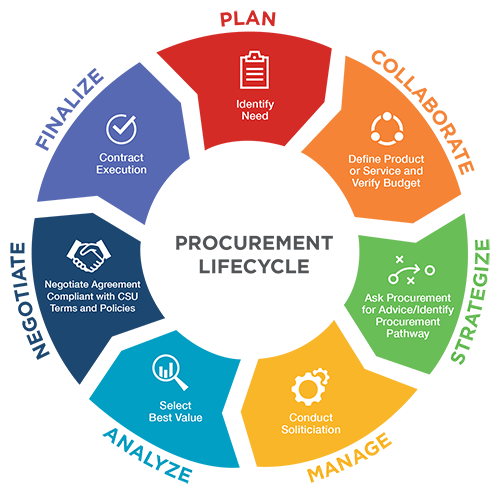 PLAN
Identify
Need
COLLABORATE
Define Product
or Service and
Verify Budget
STRATEGIZE
Ask Procurement
for Advice/Identify
Procurement
Pathway
MANAGE
Conduct
Soliticiation
ANALYZE
Select
Best Value
NEGOTIATE
Negotiate Agreement
Compliant with CSU
Terms and Policies
FINALIZE
Contract
Execution
PROCUREMENT
LIFECYCLE